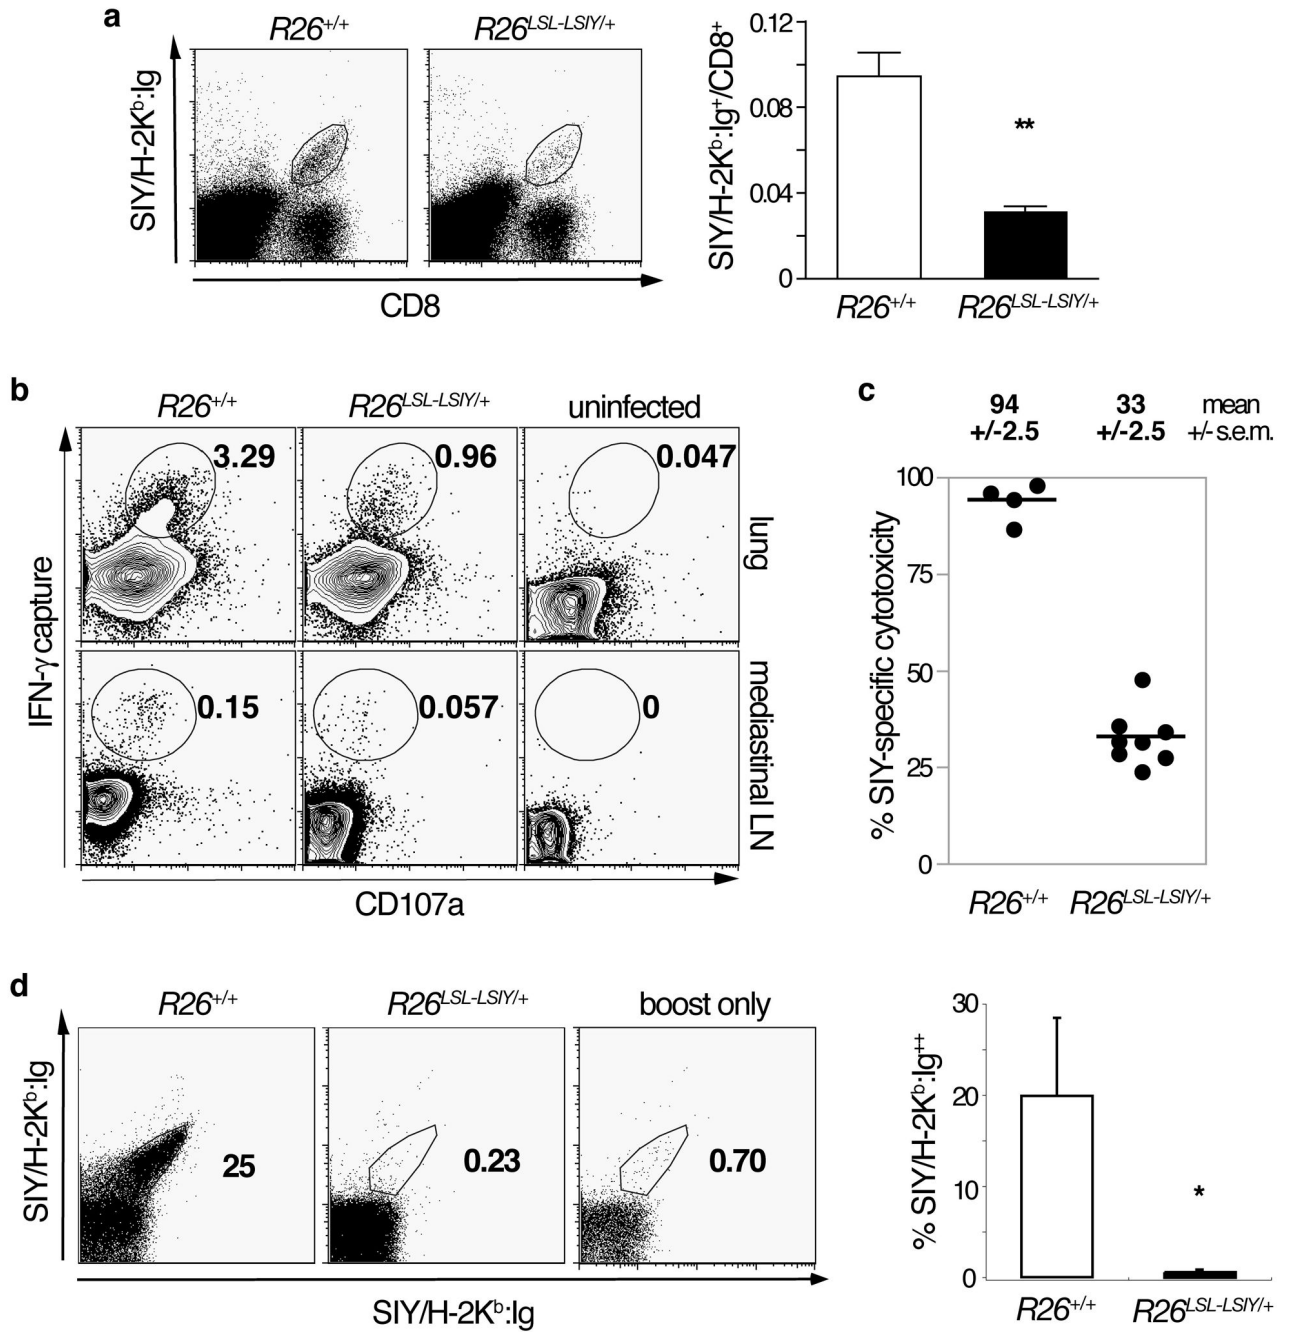 a
R26+/+
R26LSL-LSIY/+
SIY/H-2Kb:Ig
CD8
SIY/H-2Kb:Ig+/CD8+
0.12
0.08
0.04
0
**
R26+/+
R26LSL-LSIY/+
b
R26+/+
R26LSL-LSIY/+
uninfected
3.29
0.96
0.047
lung
IFN-γ capture
0.15
0.057
0
mediastinal LN
CD107a
c
94
+/-2.5
33
+/-2.5
mean
+/- s.e.m.
% SIY-specific cytotoxicity
100
75
50
25
0
R26+/+
R26LSL-LSIY/+
d
R26+/+
R26LSL-LSIY/+
boost only
SIY/H-2Kb:Ig
25
0.23
0.70
SIY/H-2Kb:Ig
% SIY/H-2Kb:Ig++
30
20
10
0
*
R26+/+
R26LSL-LSIY/+